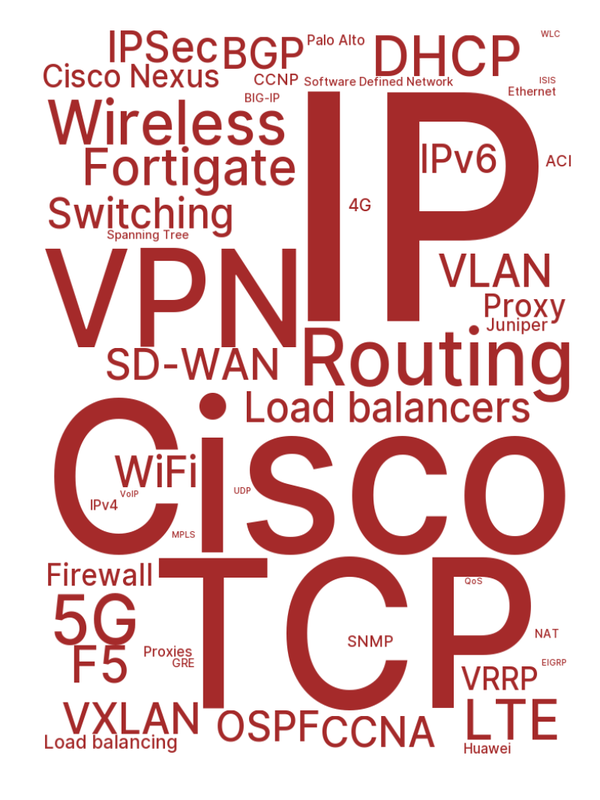 IPSec
BGP
Palo Alto
DHCP
WLC
Cisco Nexus
CCNP
Software Defined Network
ISIS
Ethernet
BIG-IP
Wireless
IP
IPv6
ACI
Fortigate
4G
Switching
Spanning Tree
VPN
VLAN
Proxy
Juniper
SD-WAN
Routing
Load balancers
Cisco
WiFi
VoIP
IPv4
UDP
MPLS
Firewall
TCP
QoS
5G
SNMP
NAT
F5
Proxies
GRE
EIGRP
VRRP
VXLAN
OSPF
CCNA
LTE
Load balancing
Huawei